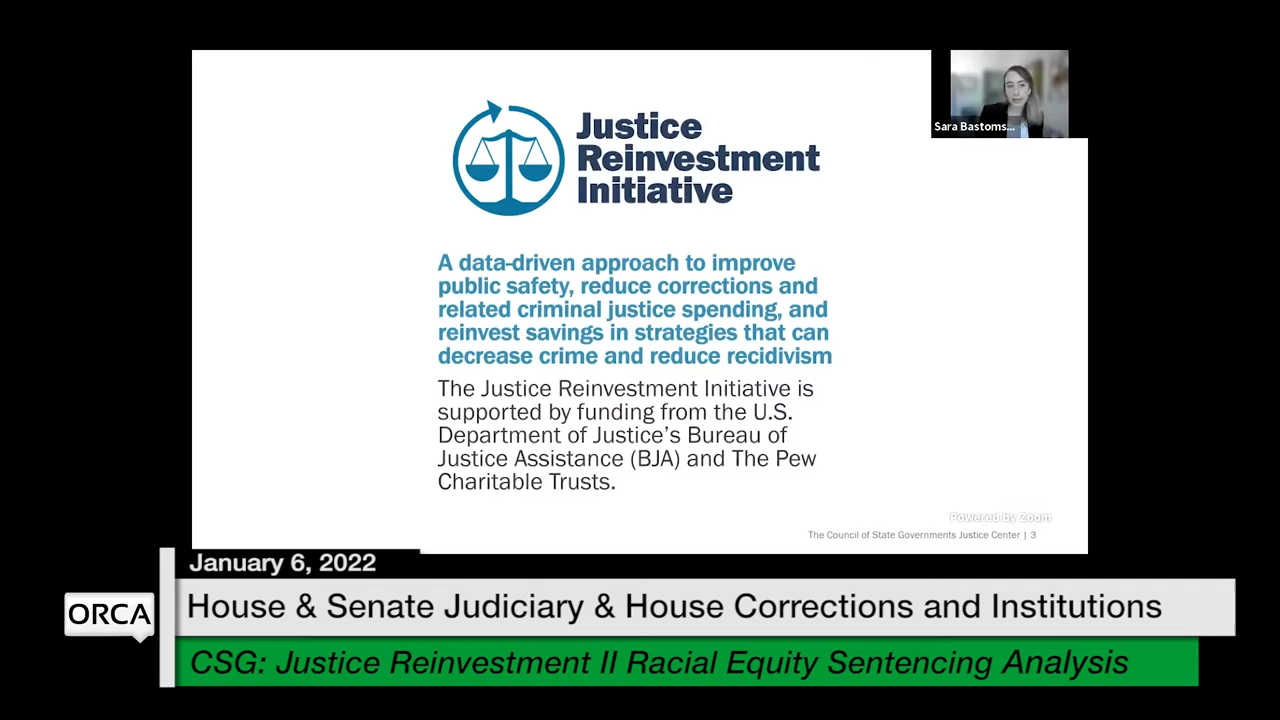 Justice
Reinvestment
Initiative
Sara Bastoms...
A data-driven approach to improve
public safety, reduce corrections and
related criminal justice spending, and
reinvest savings in strategies that can
decrease crime and reduce recidivism
The Justice Reinvestment Initiative is
supported by funding from the U.S.
Department of Justice's Bureau of
Justice Assistance (BJA) and The Pew
Charitable Trusts.
Powered by Zoom
The Council of State Governments Justice Center | 3
January 6, 2022
ORCA
House & Senate Judiciary & House Corrections and Institutions
CSG: Justice Reinvestment II Racial Equity Sentencing Analysis